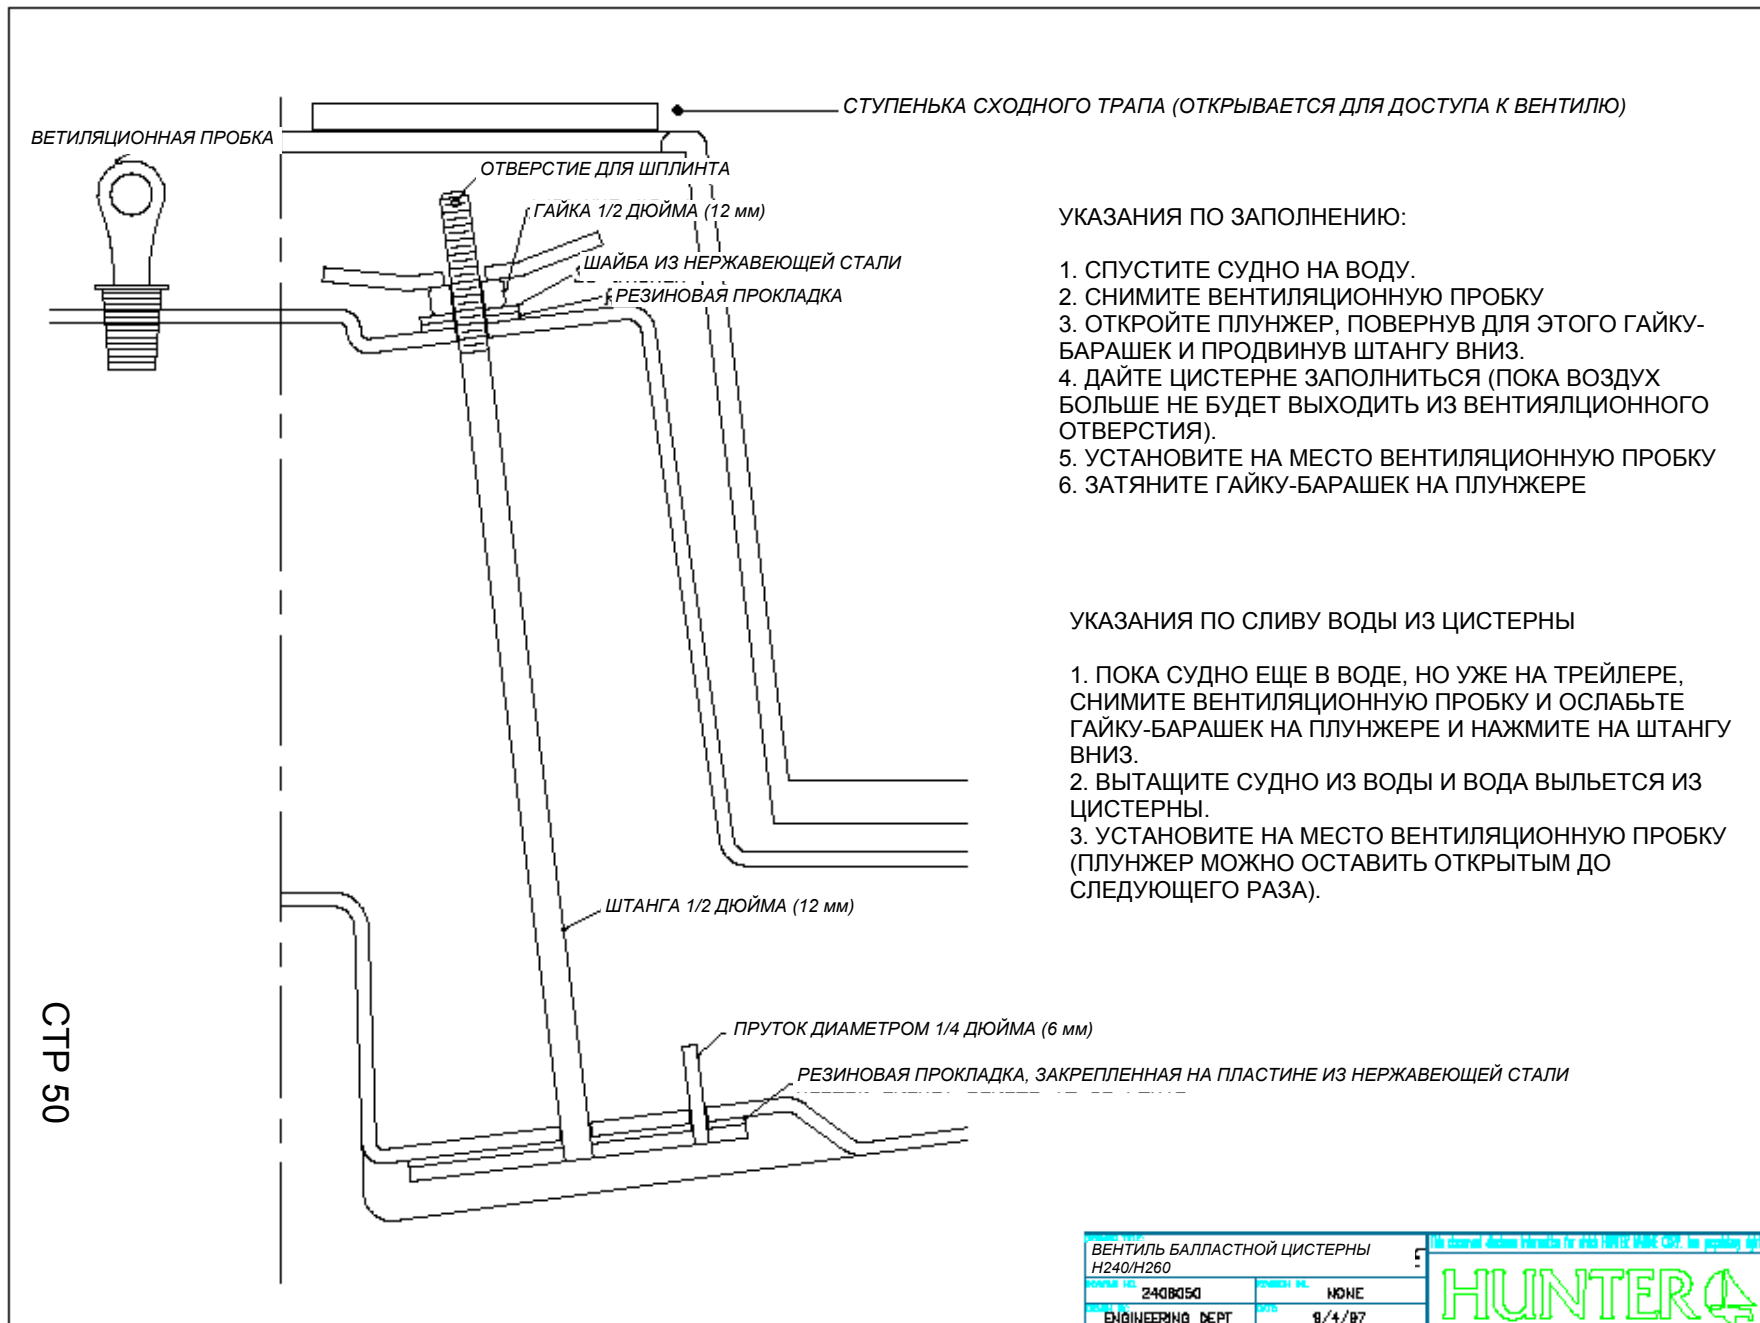 СТУПЕНЬКА СХОДНОГО ТРАПА (ОТКРЫВАЕТСЯ ДЛЯ ДОСТУПА К ВЕНТИЛЮ)
ВЕТИЛЯЦИОННАЯ ПРОБКА
ОТВЕРСТИЕ ДЛЯ ШПЛИНТА
ГАЙКА 1/2 ДЮЙМА (12 мм)
ШАЙБА ИЗ НЕРЖАВЕЮЩЕЙ СТАЛИ
РЕЗИНОВАЯ ПРОКЛАДКА
УКАЗАНИЯ ПО ЗАПОЛНЕНИЮ:
1. СПУСТИТЕ СУДНО НА ВОДУ.
2. СНИМИТЕ ВЕНТИЛЯЦИОННУЮ ПРОБКУ
3. ОТКРОЙТЕ ПЛУНЖЕР, ПОВЕРНУВ ДЛЯ ЭТОГО ГАЙКУ-
БАРАШЕК И ПРОДВИНУВ ШТАНГУ ВНИЗ.
4. ДАЙТЕ ЦИСТЕРНЕ ЗАПОЛНИТЬСЯ (ПОКА ВОЗДУХ
БОЛЬШЕ НЕ БУДЕТ ВЫХОДИТЬ ИЗ ВЕНТИЯЛЦИОННОГО
ОТВЕРСТИЯ).
5. УСТАНОВИТЕ НА МЕСТО ВЕНТИЛЯЦИОННУЮ ПРОБКУ
6. ЗАТЯНИТЕ ГАЙКУ-БАРАШЕК НА ПЛУНЖЕРЕ
УКАЗАНИЯ ПО СЛИВУ ВОДЫ ИЗ ЦИСТЕРНЫ
1. ПОКА СУДНО ЕЩЕ В ВОДЕ, НО УЖЕ НА ТРЕЙЛЕРЕ,
СНИМИТЕ ВЕНТИЛЯЦИОННУЮ ПРОБКУ И ОСЛАБЬТЕ
ГАЙКУ-БАРАШЕК НА ПЛУНЖЕРЕ И НАЖМИТЕ НА ШТАНГУ
ВНИЗ.
2. ВЫТАЩИТЕ СУДНО ИЗ ВОДЫ И ВОДА ВЫЛЬЕТСЯ ИЗ
ЦИСТЕРНЫ.
3. УСТАНОВИТЕ НА МЕСТО ВЕНТИЛЯЦИОННУЮ ПРОБКУ
(ПЛУНЖЕР МОЖНО ОСТАВИТЬ ОТКРЫТЫМ ДО
СЛЕДУЮЩЕГО РАЗА).
ШТАНГА 1/2 ДЮЙМА (12 мм)
ПРУТОК ДИАМЕТРОМ 1/4 ДЮЙМА (6 мм)
РЕЗИНОВАЯ ПРОКЛАДКА, ЗАКРЕПЛЕННАЯ НА ПЛАСТИНЕ ИЗ НЕРЖАВЕЮЩЕЙ СТАЛИ
СТР 50
ВЕНТИЛЬ БАЛЛАСТНОЙ ЦИСТЕРНЫ
H240/H260
240B050
NONE
ENGINEERING DEPT
9/4/97
HUNTER